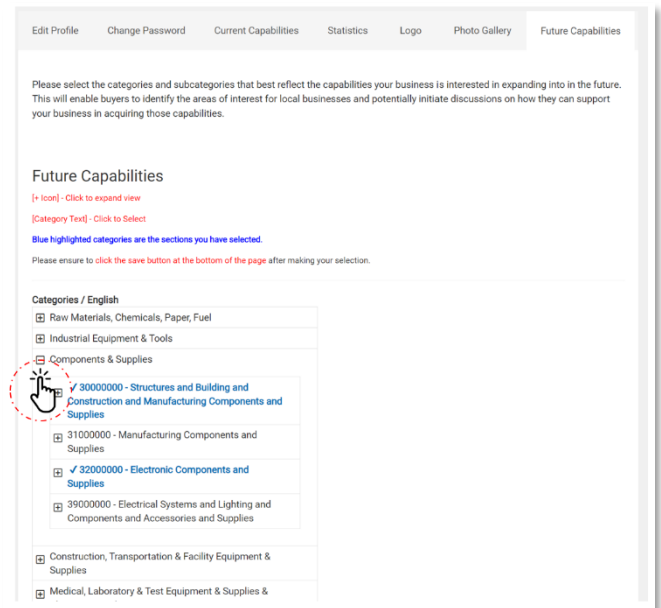 Edit Profile Change Password Current Capabilities Statistics Logo Photo Gallery Future Capabilities
Please select the categories and subcategories that best reflect the capabilities your business is interested in expanding into in the future.
This will enable buyers to identify the areas of interest for local businesses and potentially initiate discussions on how they can support
your business in acquiring those capabilities.
Future Capabilities
[+ Icon] - Click to expand view
[Category Text] - Click to Select
Blue highlighted categories are the sections you have selected.
Please ensure to click the save button at the bottom of the page after making your selection.
Categories / English
Raw Materials, Chemicals, Paper, Fuel
Industrial Equipment & Tools
Components & Supplies
✓ 30000000 - Structures and Building and
Construction and Manufacturing Components and
Supplies
31000000 - Manufacturing Components and
Supplies
✓ 32000000 - Electronic Components and
Supplies
39000000 - Electrical Systems and Lighting and
Components and Accessories and Supplies
Construction, Transportation & Facility Equipment &
Supplies
Medical, Laboratory & Test Equipment & Supplies &